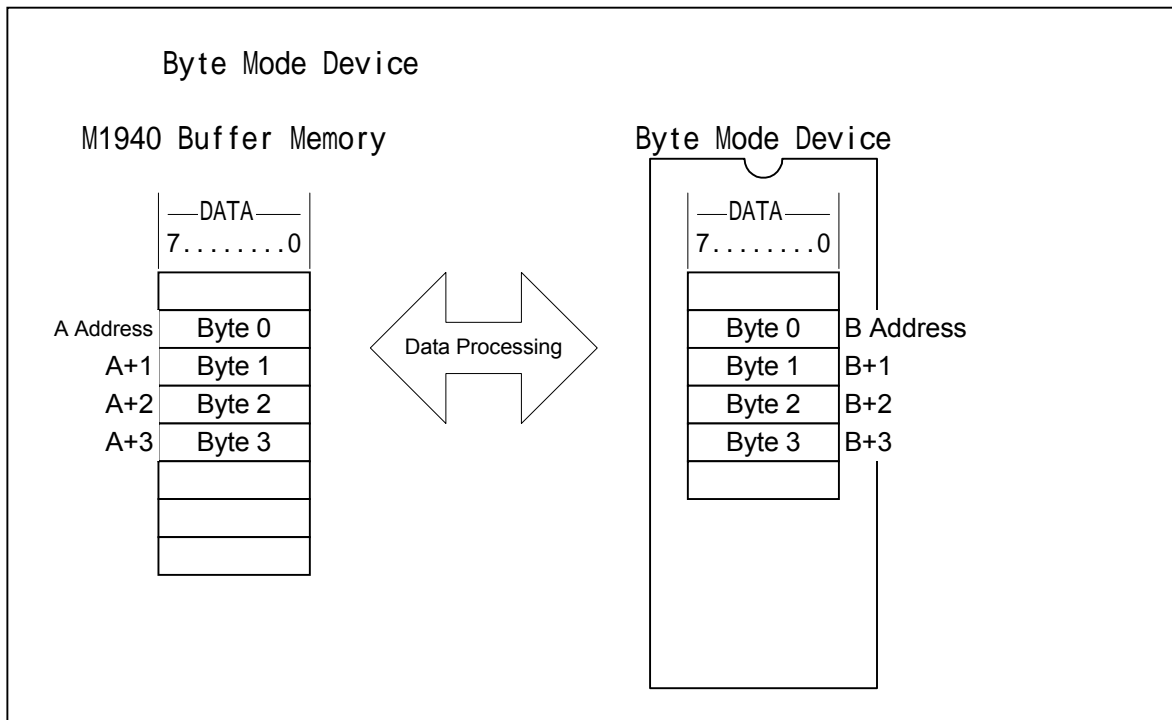 Byte Mode Device
M1940 Buffer Memory
DATA
7........0
A Address Byte 0
A+1 Byte 1
A+2 Byte 2
A+3 Byte 3
Data Processing
Byte Mode Device
DATA
7........0
Byte 0 B Address
Byte 1 B+1
Byte 2 B+2
Byte 3 B+3